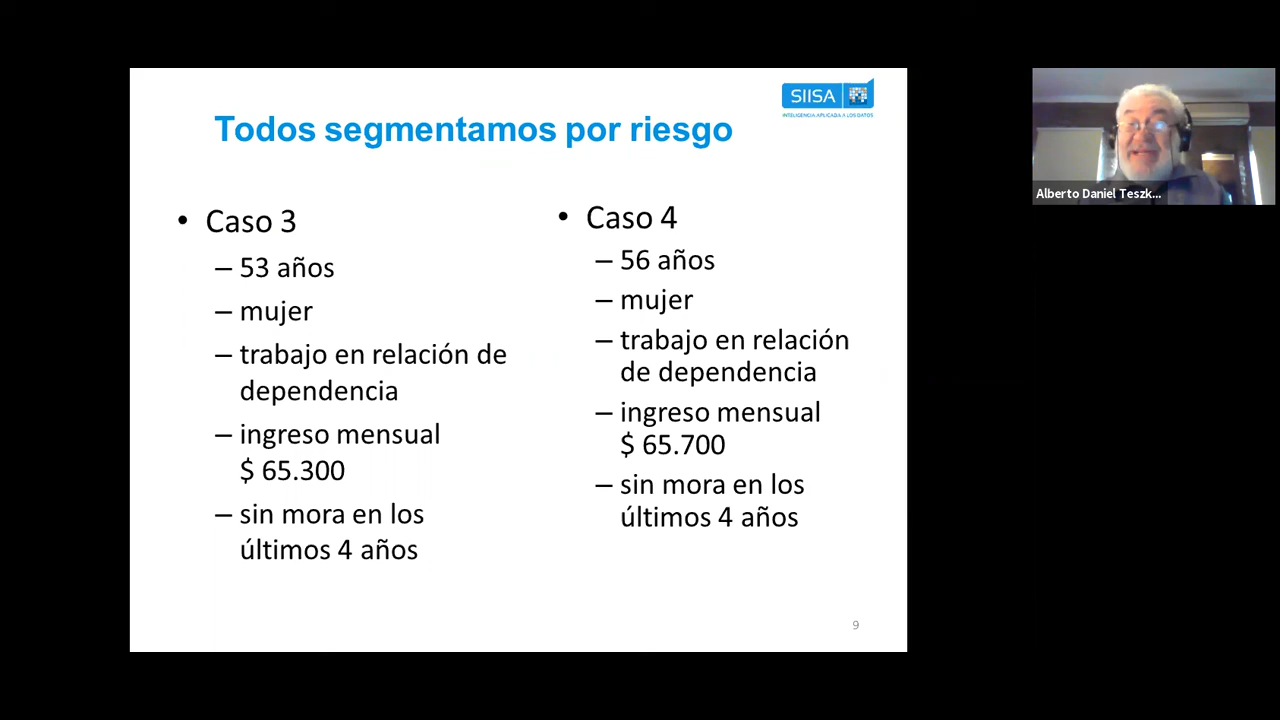 SIISA
INTELIGENCIA APLICADA A LOS DATOS
Todos segmentamos por riesgo
• Caso 3
– 53 años
– mujer
– trabajo en relación de
dependencia
– ingreso mensual
$ 65.300
– sin mora en los
últimos 4 años
• Caso 4
– 56 años
– mujer
– trabajo en relación
de dependencia
– ingreso mensual
$ 65.700
– sin mora en los
últimos 4 años
9
Alberto Daniel Teszk...